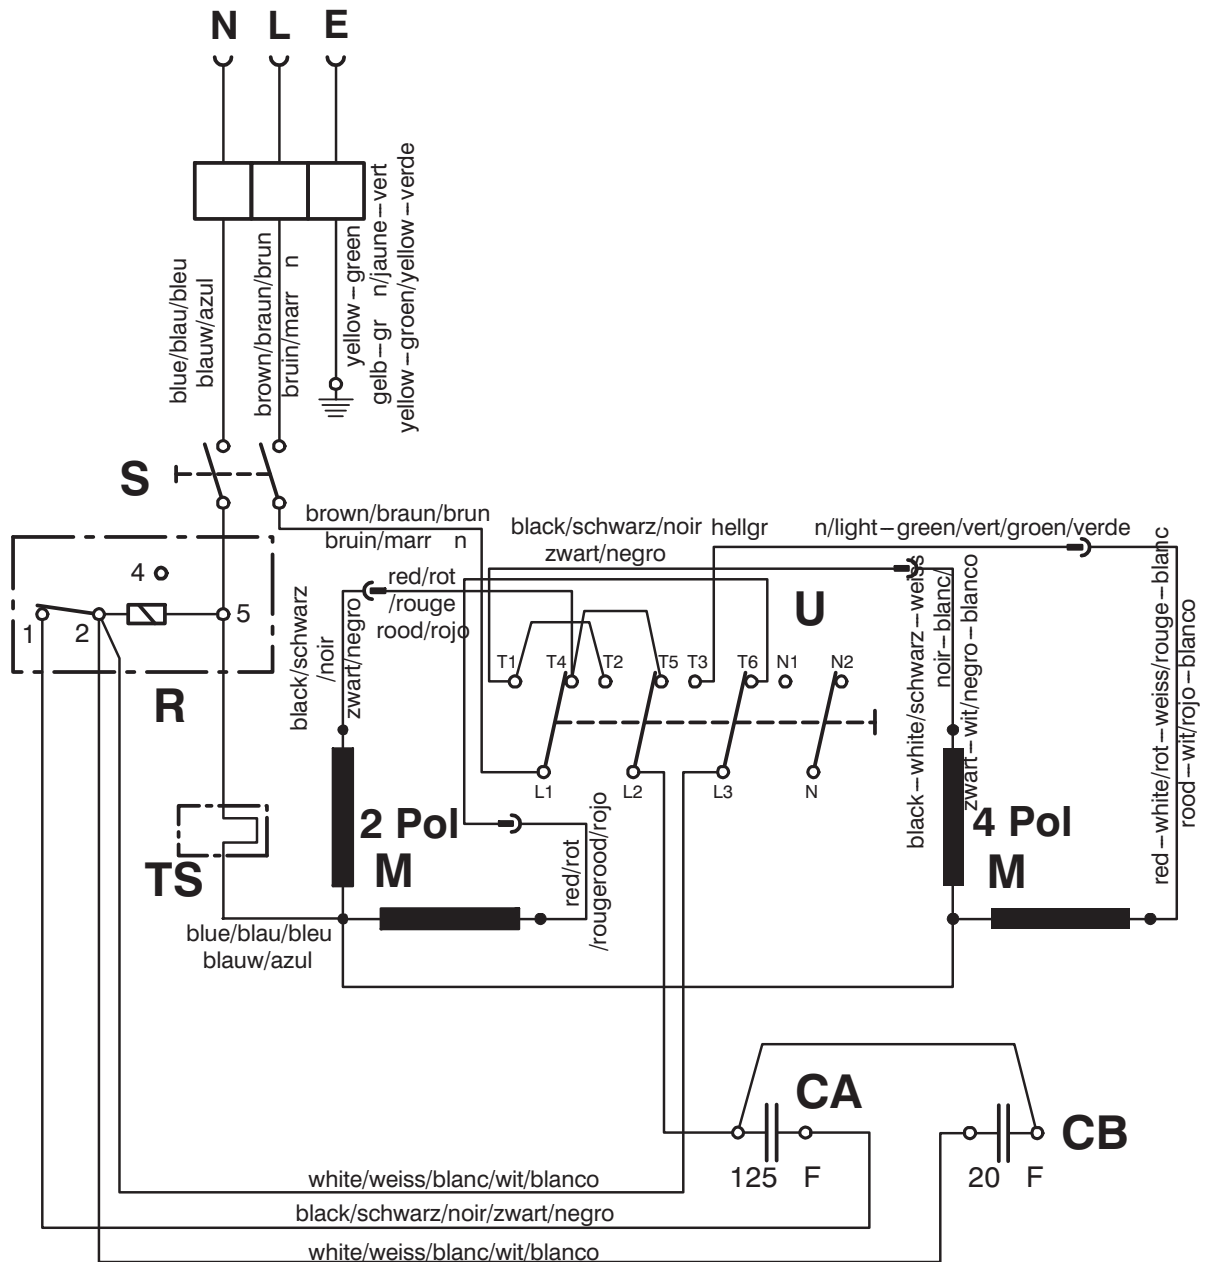 N L E
blue/blau/bleu
blauw/azul
brown/braun/brun
bruin/marr n
yellow–green
gelb–gr n/jaune–vert
yellow–groen/yellow–verde
S
brown/braun/brun
bruin/marr n
black/schwarz/noir
zwart/negro
hellgr n/light–green/vert/groen/verde
4
1 2 5
R
red/rot
/rouge
rood/rojo
black/schwarz
/noir
zwart/negro
U
T1 T4 T2 T5 T3 T6 N1 N2
L1 L2 L3 N
black–white/schwarz–weiss
noir–blanc/
zwart–wit/negro–blanco
red–white/rot–weiss/rouge–blanc
rood–wit/rojo–blanco
TS
2 Pol
M
red/rot
/rougerood/rojo
4 Pol
M
blue/blau/bleu
blauw/azul
CA
125 F
CB
20 F
white/weiss/blanc/wit/blanco
black/schwarz/noir/zwart/negro
white/weiss/blanc/wit/blanco